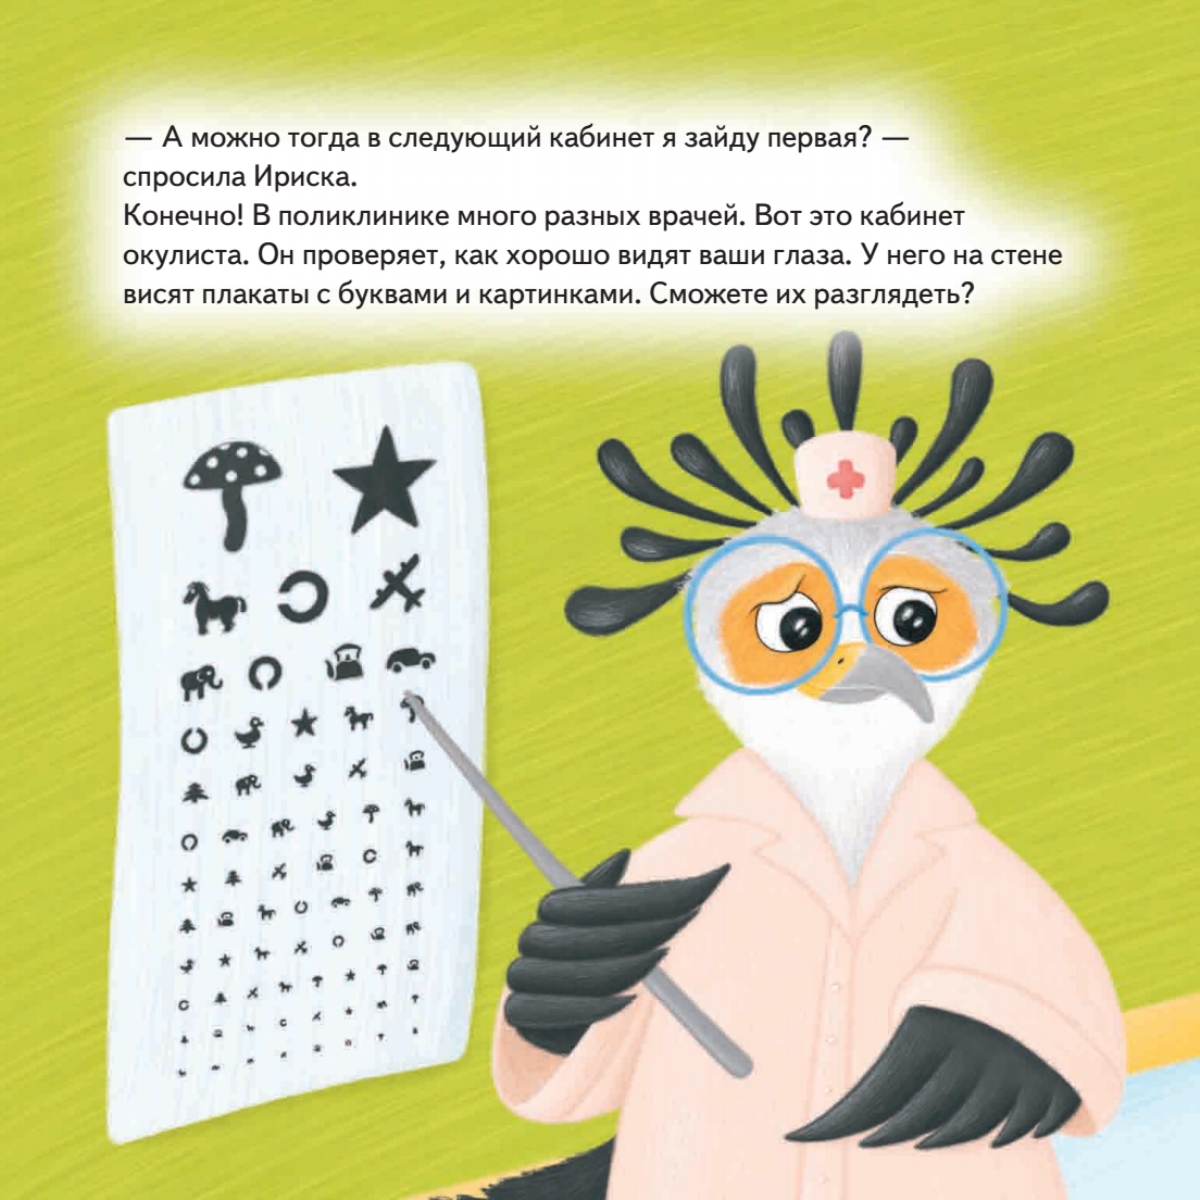 — А можно тогда в следующий кабинет я зайду первая? —
спросила Ириска.
Конечно! В поликлинике много разных врачей. Вот это кабинет
окулиста. Он проверяет, как хорошо видят ваши глаза. У него на стене
висят плакаты с буквами и картинками. Сможете их разглядеть?